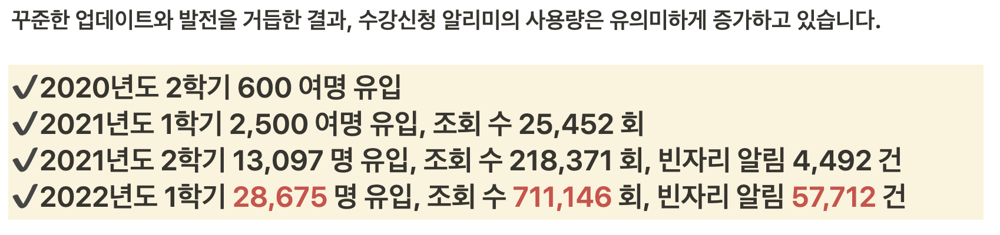 꾸준한 업데이트와 발전을 거듭한 결과, 수강신청 알리미의 사용량은 유의미하게 증가하고 있습니다.
✔2020년도 2학기 600 여명 유입
✔2021년도 1학기 2,500 여명 유입, 조회 수 25,452 회
✔2021년도 2학기 13,097 명 유입, 조회 수 218,371 회, 빈자리 알림 4,492 건
✔2022년도 1학기 28,675 명 유입, 조회 수 711,146 회, 빈자리 알림 57,712 건